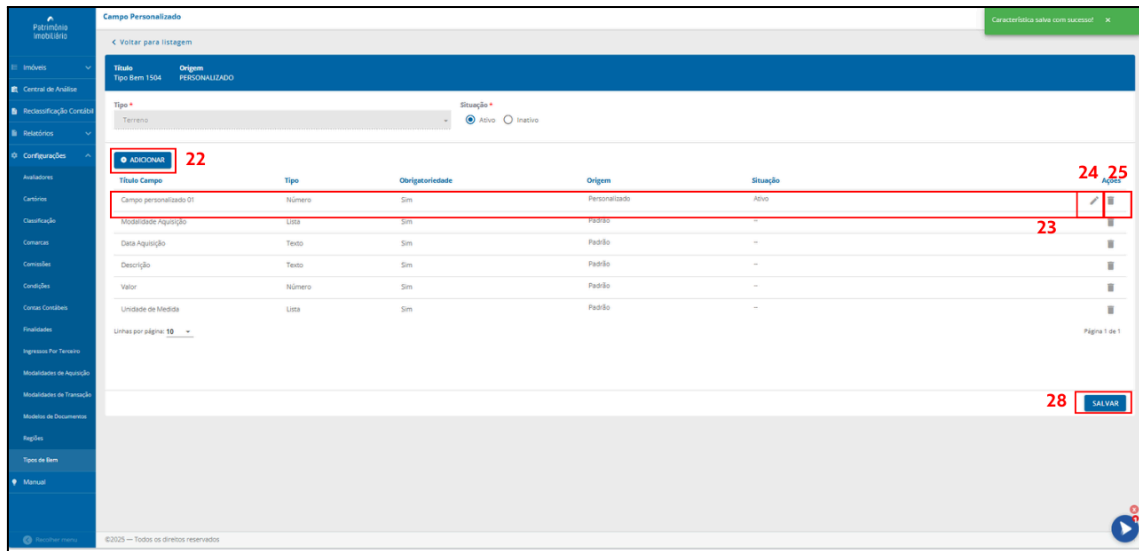 Patrimônio
Imobiliário
Imóveis
Central de Análise
Reclassificação Contábil
Relatórios
Configurações
Avaliadores
Cartórios
Classificação
Comarcas
Comissões
Condições
Contas Contábeis
Finalidades
Ingressos Por Terceiro
Modalidades de Aquisição
Modalidades de Transação
Modelos de Documentos
Regiões
Tipos de Bem
Manual
Recolher menu
Campo Personalizado
Característica salva com sucesso! ×
< Voltar para listagem
Título Origem
Tipo Bem 1504 PERSONALIZADO
Tipo * Situação *
Terreno Ativo Inativo
ADICIONAR 22
24 25
Título Campo Tipo Obrigatoriedade Origem Situação Ações
Campo personalizado 01 Número Sim Personalizado Ativo
23
Modalidade Aquisição Lista Sim Padrão --
Data Aquisição Texto Sim Padrão --
Descrição Texto Sim Padrão --
Valor Número Sim Padrão --
Unidade de Medida Lista Sim Padrão --
Linhas por página: 10 Página 1 de 1
28 SALVAR
©2025 — Todos os direitos reservados